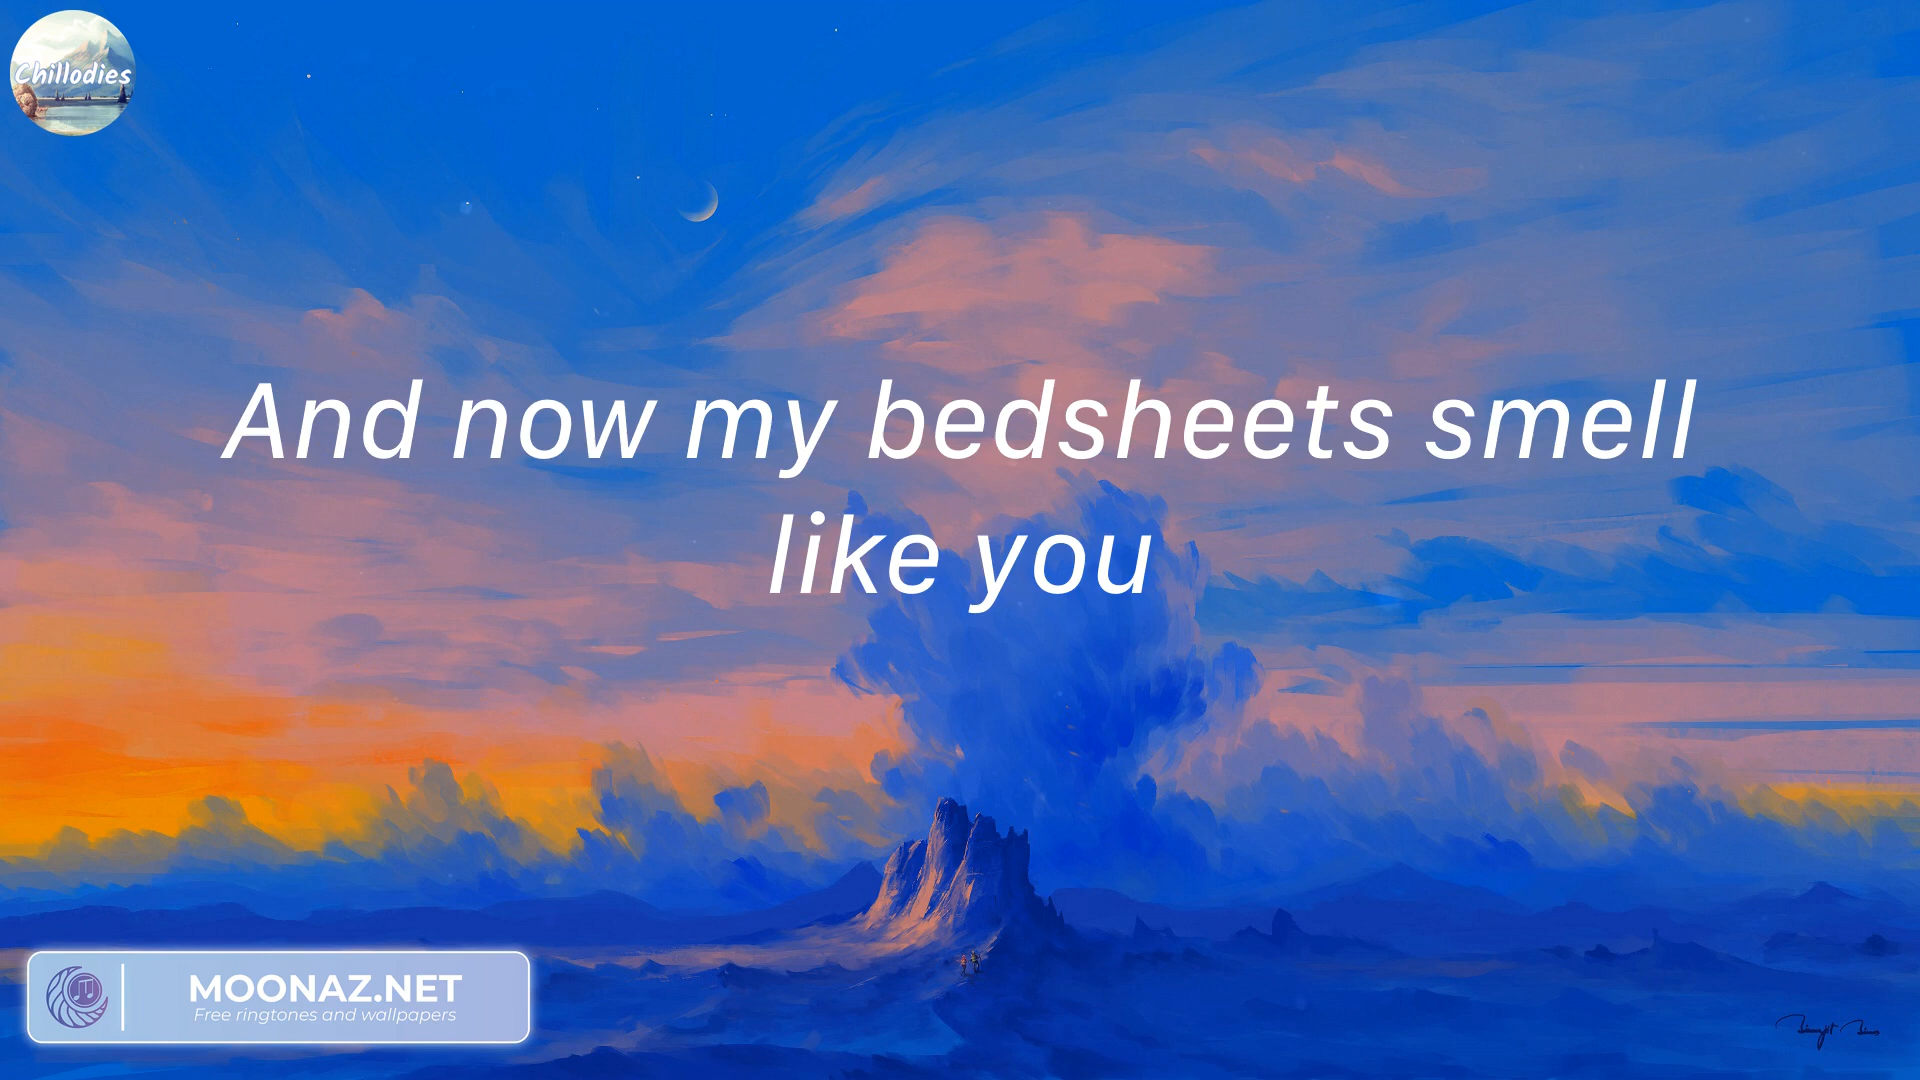 Chillodies
And now my bedsheets smell
like you
MOONAZ.NET
Free ringtones and wallpapers